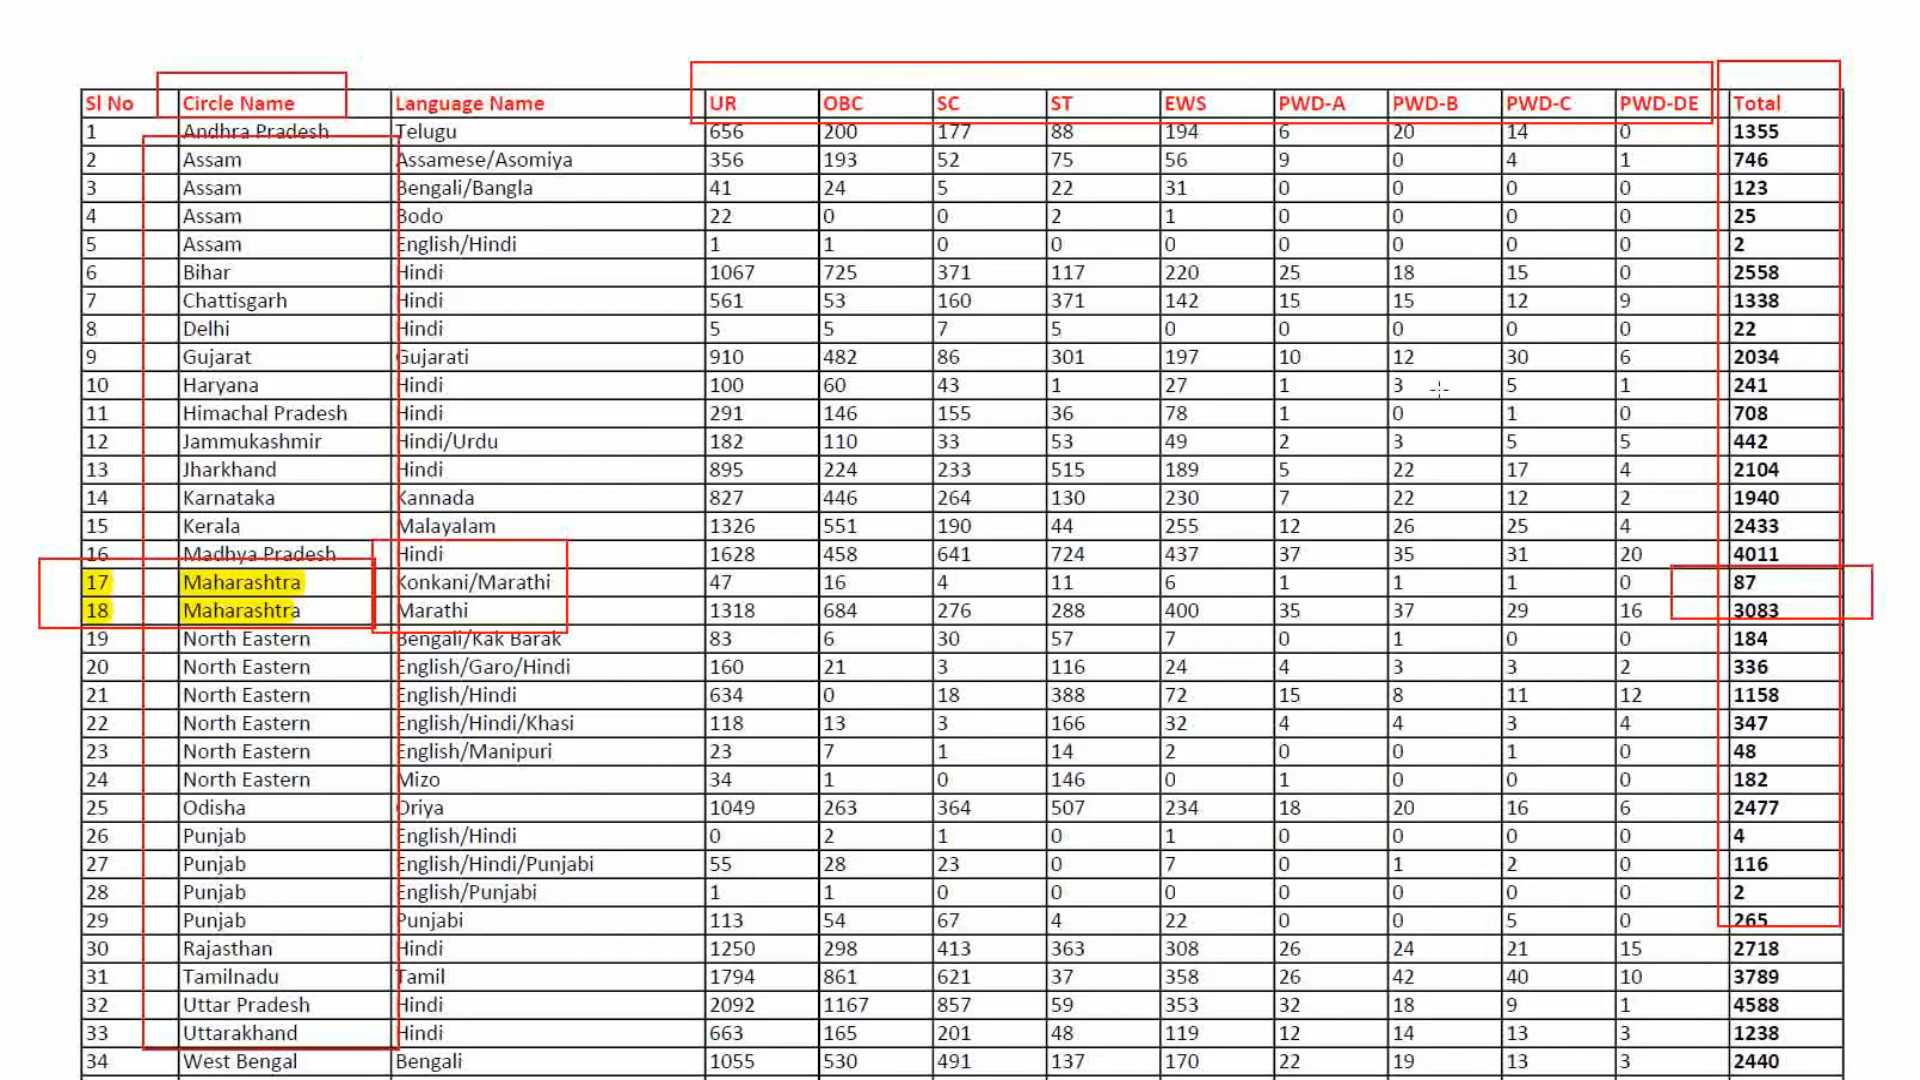 Sl No Circle Name Language Name UR OBC SC ST EWS PWD-A PWD-B PWD-C PWD-DE Total
1 Andhra Pradesh Telugu 656 200 177 88 194 6 20 14 0 1355
2 Assam Assamese/Asomiya 356 193 52 75 56 9 0 4 1 746
3 Assam Bengali/Bangla 41 24 5 22 31 0 0 0 0 123
4 Assam Bodo 22 0 0 2 1 0 0 0 0 25
5 Assam English/Hindi 1 1 0 0 0 0 0 0 0 2
6 Bihar Hindi 1067 725 371 117 220 25 18 15 0 2558
7 Chattisgarh Hindi 561 53 160 371 142 15 15 12 9 1338
8 Delhi Hindi 5 5 7 5 0 0 0 0 0 22
9 Gujarat Gujarati 910 482 86 301 197 10 12 30 6 2034
10 Haryana Hindi 100 60 43 1 27 1 3 5 1 241
11 Himachal Pradesh Hindi 291 146 155 36 78 1 0 1 0 708
12 Jammukashmir Hindi/Urdu 182 110 33 53 49 2 3 5 5 442
13 Jharkhand Hindi 895 224 233 515 189 5 22 17 4 2104
14 Karnataka Kannada 827 446 264 130 230 7 22 12 2 1940
15 Kerala Malayalam 1326 551 190 44 255 12 26 25 4 2433
16 Madhya Pradesh Hindi 1628 458 641 724 437 37 35 31 20 4011
17 Maharashtra Konkani/Marathi 47 16 4 11 6 1 1 1 0 87
18 Maharashtra Marathi 1318 684 276 288 400 35 37 29 16 3083
19 North Eastern Bengali/Kak Barak 83 6 30 57 7 0 1 0 0 184
20 North Eastern English/Garo/Hindi 160 21 3 116 24 4 3 3 2 336
21 North Eastern English/Hindi 634 0 18 388 72 15 8 11 12 1158
22 North Eastern English/Hindi/Khasi 118 13 3 166 32 4 4 3 4 347
23 North Eastern English/Manipuri 23 7 1 14 2 0 0 1 0 48
24 North Eastern Mizo 34 1 0 146 0 1 0 0 0 182
25 Odisha Oriya 1049 263 364 507 234 18 20 16 6 2477
26 Punjab English/Hindi 0 2 1 0 1 0 0 0 0 4
27 Punjab English/Hindi/Punjabi 55 28 23 0 7 0 1 2 0 116
28 Punjab English/Punjabi 1 1 0 0 0 0 0 0 0 2
29 Punjab Punjabi 113 54 67 4 22 0 0 5 0 265
30 Rajasthan Hindi 1250 298 413 363 308 26 24 21 15 2718
31 Tamilnadu Tamil 1794 861 621 37 358 26 42 40 10 3789
32 Uttar Pradesh Hindi 2092 1167 857 59 353 32 18 9 1 4588
33 Uttarakhand Hindi 663 165 201 48 119 12 14 13 3 1238
34 West Bengal Bengali 1055 530 491 137 170 22 19 13 3 2440